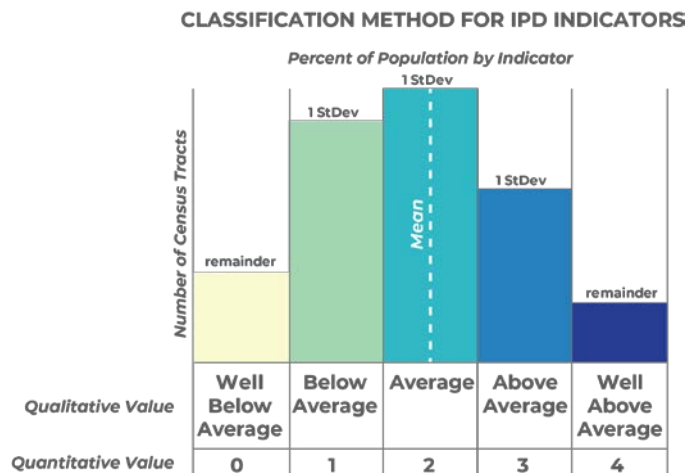 CLASSIFICATION METHOD FOR IPD INDICATORS
Percent of Population by Indicator
1 StDev
1 StDev
1 StDev
remainder
remainder
Mean
Number of Census Tracts
Qualitative Value
Well Below Average
Below Average
Average
Above Average
Well Above Average
Quantitative Value
0
1
2
3
4